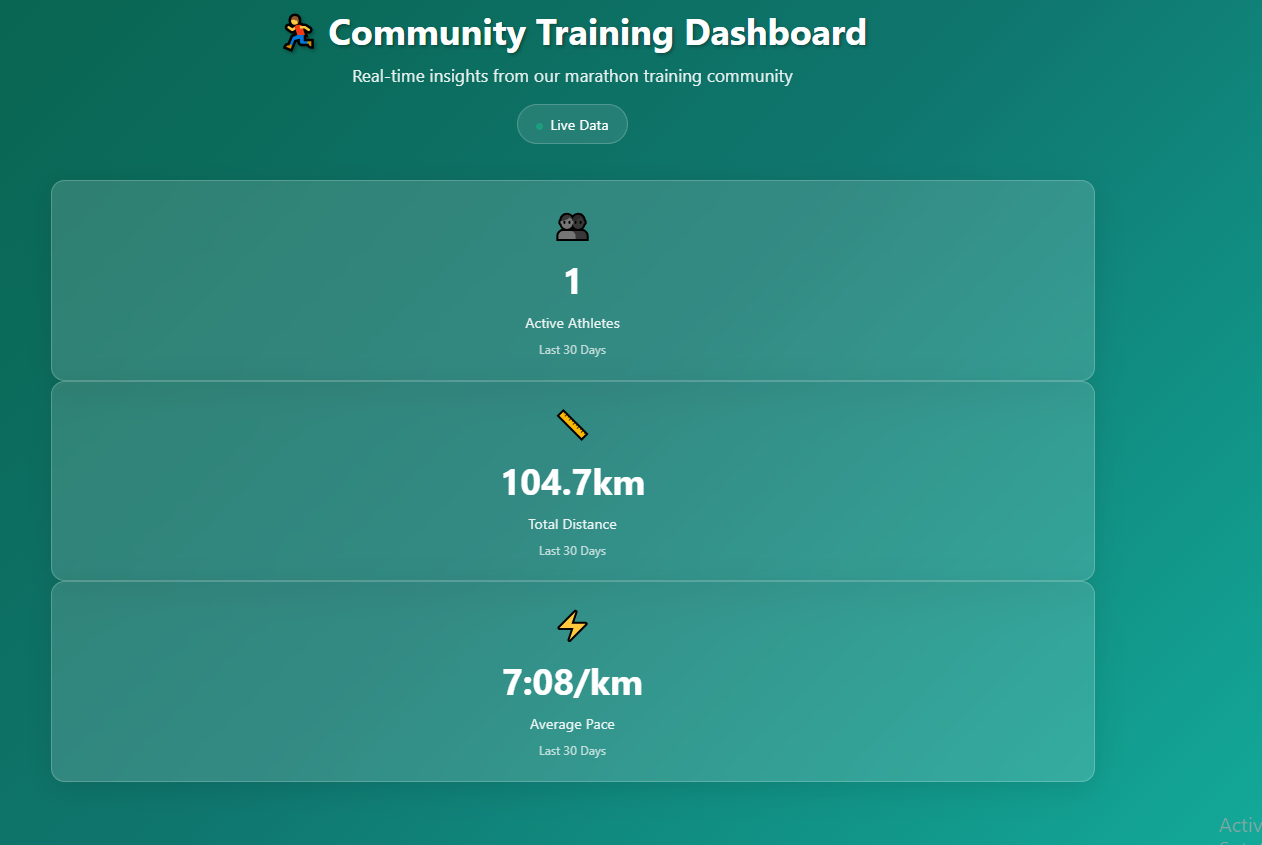 Community Training Dashboard
Real-time insights from our marathon training community
Live Data
1
Active Athletes
Last 30 Days
104.7km
Total Distance
Last 30 Days
7:08/km
Average Pace
Last 30 Days
Activ